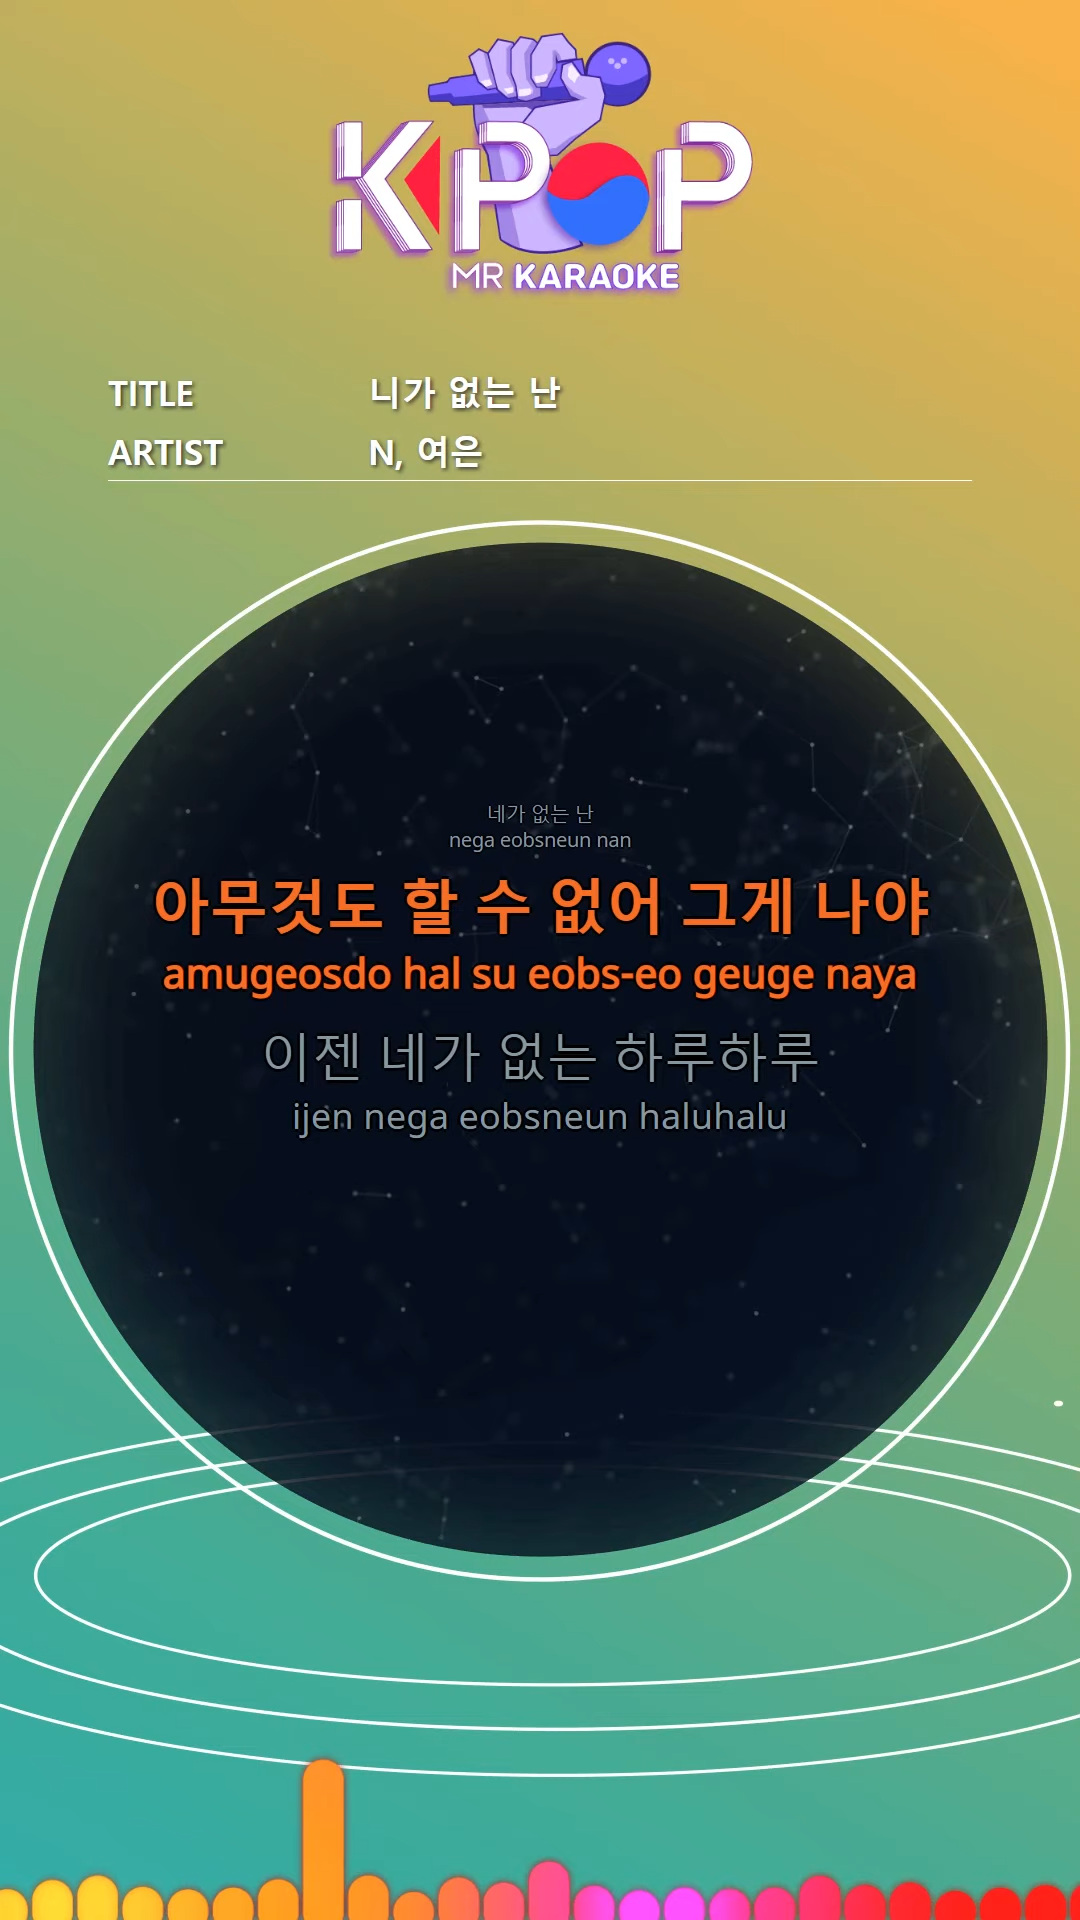 KPOP
MR KARAOKE
TITLE 니가 없는 난
ARTIST N, 여은
네가 없는 난
nega eobsneun nan
아무것도 할 수 없어 그게 나야
amugeosdo hal su eobs-eo geuge naya
이젠 네가 없는 하루하루
ijen nega eobsneun haluhalu